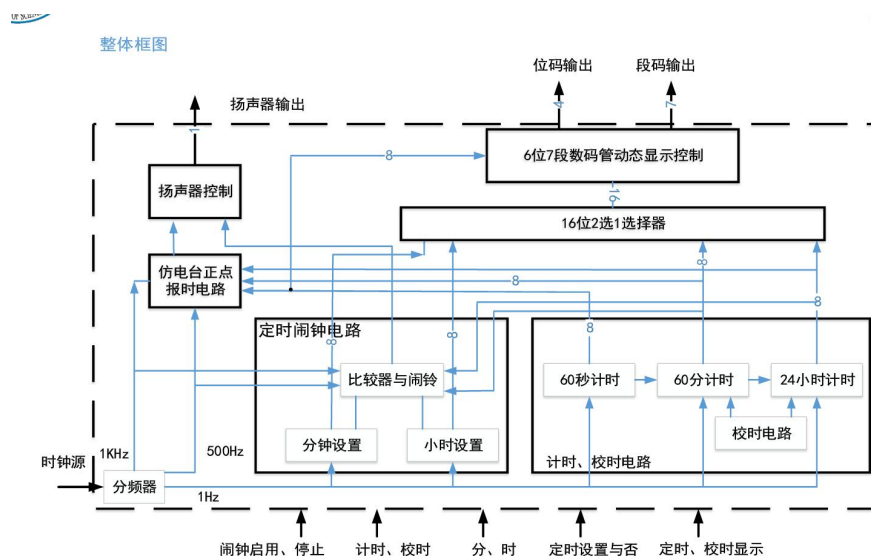 OF SCIEN
整体框图
位码输出
段码输出
扬声器输出
1
4
7
8
6位7段数码管动态显示控制
扬声器控制
16
16位2选1选择器
仿电台正点
报时电路
8
8
8
定时闹钟电路
8
8
8
比较器与闹铃
60秒计时
60分计时
24小时计时
分钟设置
小时设置
校时电路
1KHz
500Hz
计时、校时电路
时钟源
分频器
1Hz
闹钟启用、停止
计时、校时
分、时
定时设置与否
定时、校时显示